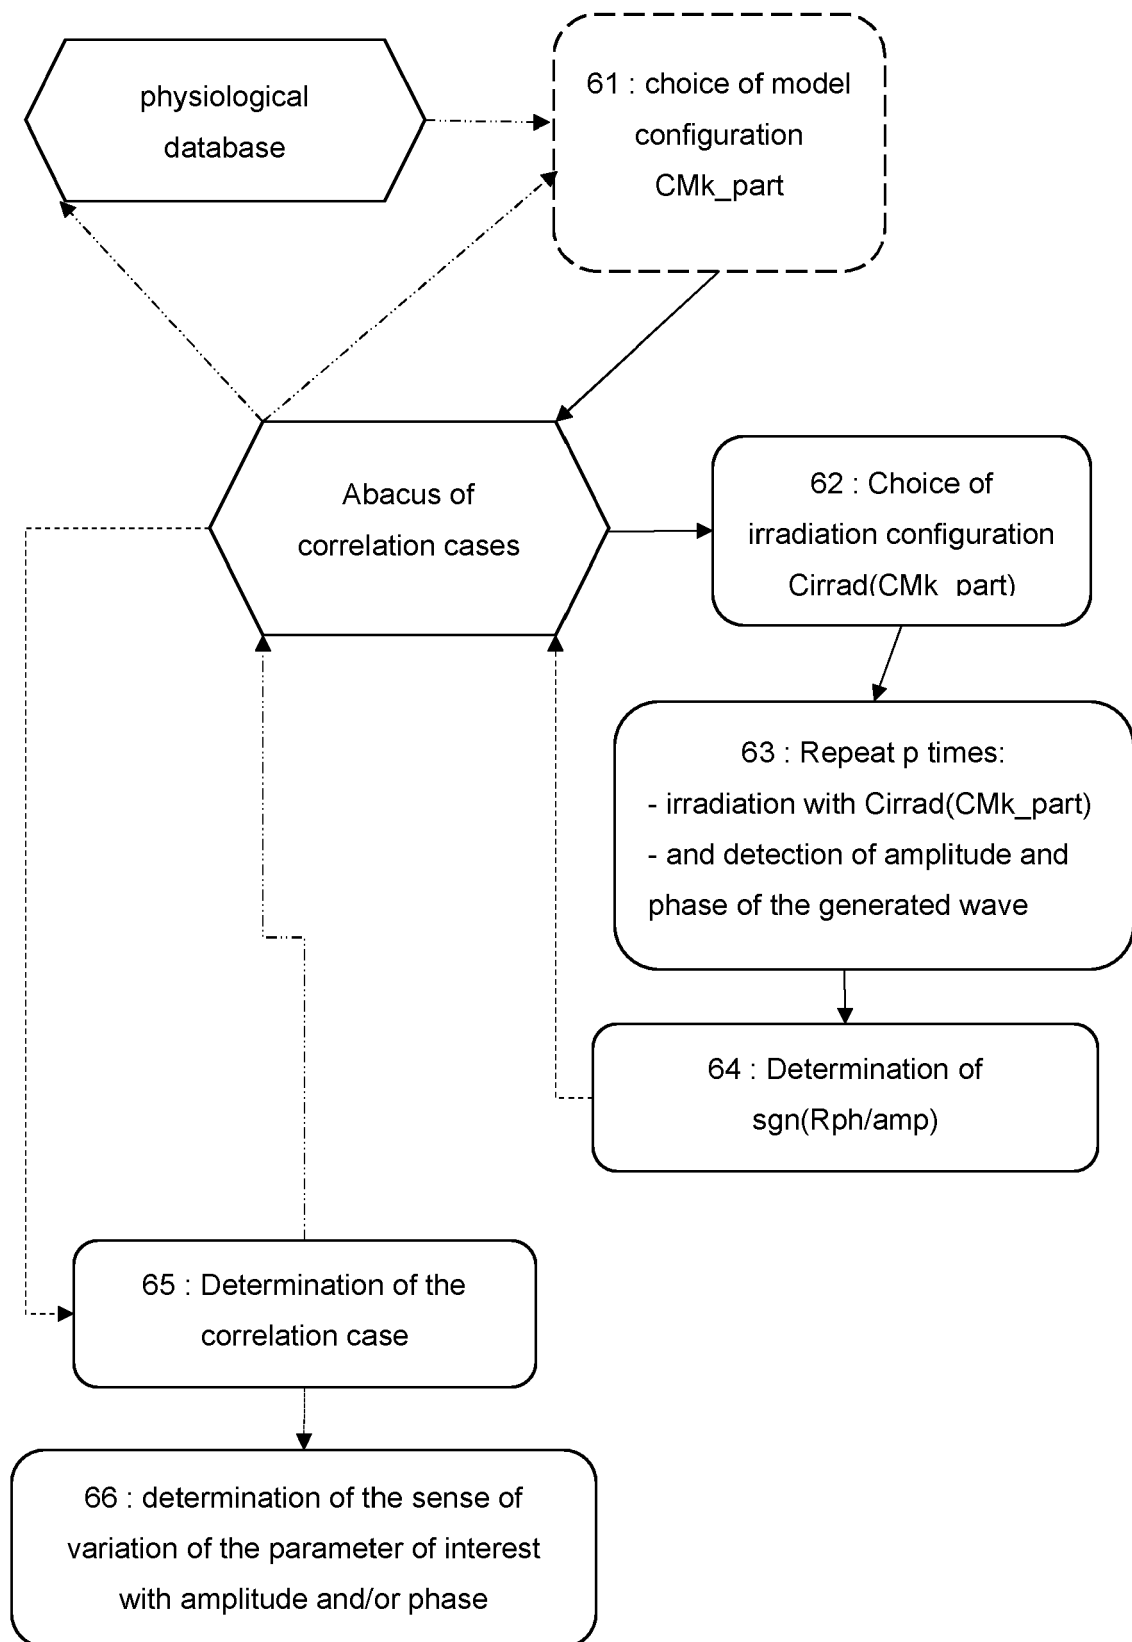 physiological
database
61 : choice of model
configuration
CMk_part
Abacus of
correlation cases
62 : Choice of
irradiation configuration
Cirrad(CMk_part)
63 : Repeat p times:
- irradiation with Cirrad(CMk_part)
- and detection of amplitude and
phase of the generated wave
64 : Determination of
sgn(Rph/amp)
65 : Determination of the
correlation case
66 : determination of the sense of
variation of the parameter of interest
with amplitude and/or phase